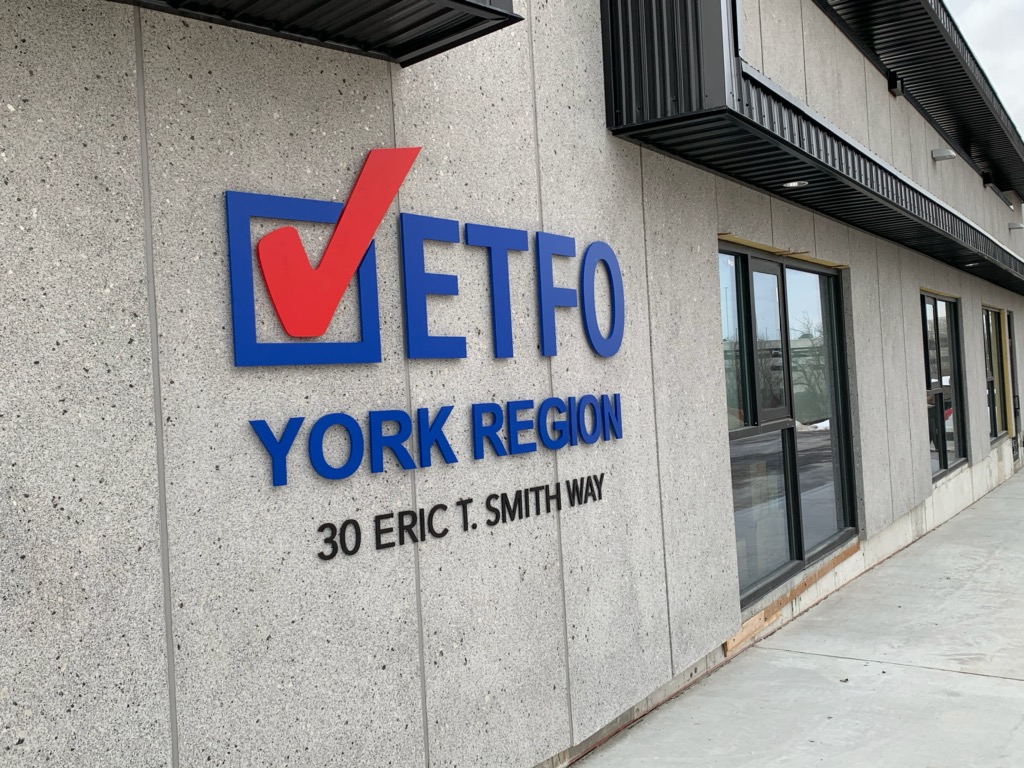 ETFO
YORK REGION
30 ERIC T. SMITH WAY